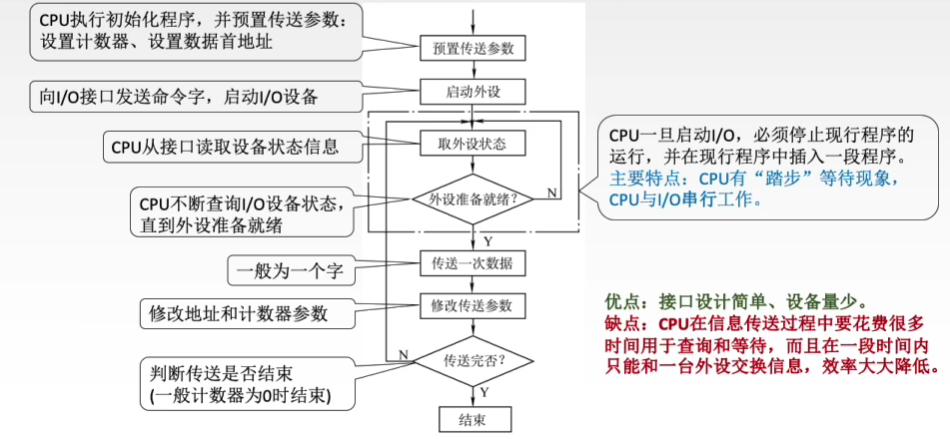 CPU执行初始化程序，并预置传送参数：
设置计数器、设置数据首地址
预置传送参数
向I/O接口发送命令字，启动I/O设备
启动外设
CPU从接口读取设备状态信息
取外设状态
CPU一旦启动I/O，必须停止现行程序的
运行，并在现行程序中插入一段程序。
主要特点：CPU有“踏步”等待现象，
CPU与I/O串行工作。
CPU不断查询I/O设备状态，
直到外设准备就绪
外设准备就绪？
N
Y
一般为一个字
传送一次数据
修改地址和计数器参数
修改传送参数
优点：接口设计简单、设备量少。
缺点：CPU在信息传送过程中要花费很多
时间用于查询和等待，而且在一段时间内
只能和一台外设交换信息，效率大大降低。
判断传送是否结束
(一般计数器为0时结束)
N
传送完否？
Y
结束